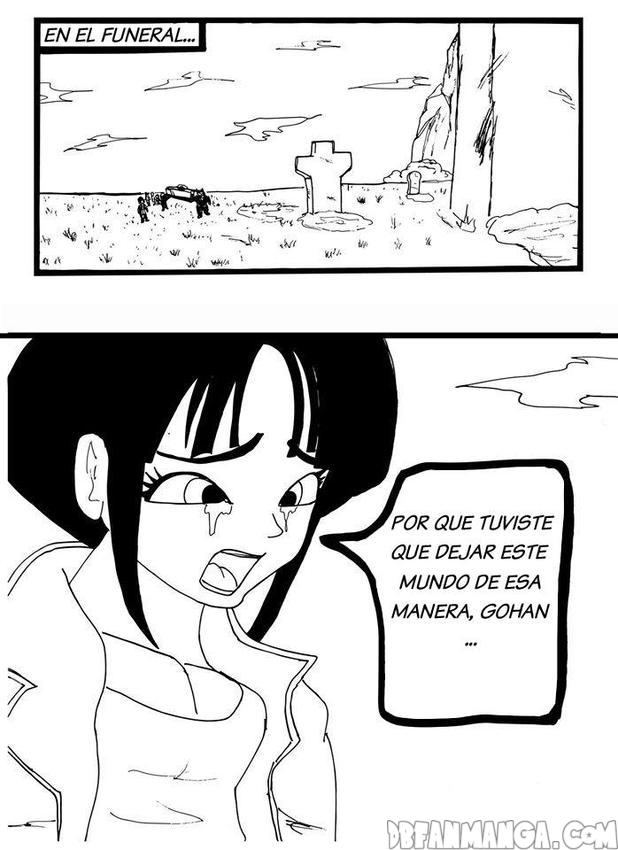 EN EL FUNERAL...
POR QUE TUVISTE
QUE DEJAR ESTE
MUNDO DE ESA
MANERA, GOHAN
...
DBFANMANGA.COM